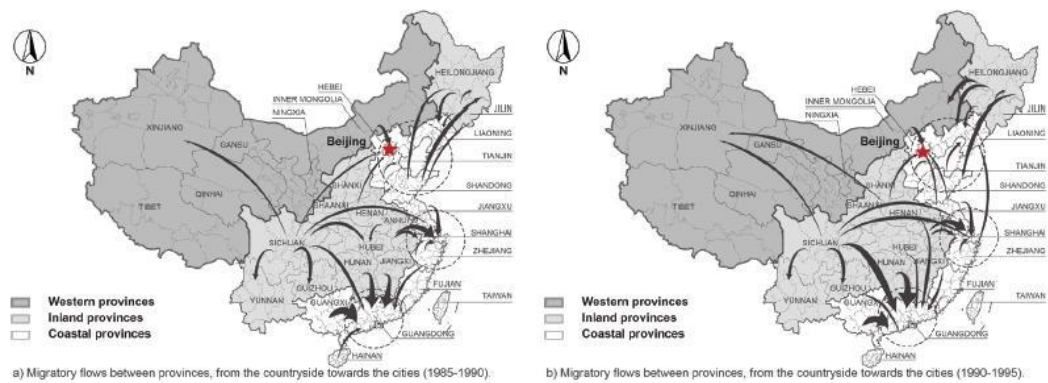 N
HEILONGJIANG
HEBEI
INNER MONGOLIA
NINGXIA
Beijing
JILIN
LIAONING
TIANJIN
SHANDONG
JIANGXU
SHANGHAI
ZHEJIANG
FUJIAN
TAIWAN
XINJIANG
GANSU
QINHAI
TIBET
SHANXI
SHAANXI
HENAN
ANHUI
SICHUAN
HUBEI
HUNAN
JIANGXI
GUIZHOU
YUNNAN
GUANGXI
GUANGDONG
HAINAN
Western provinces
Inland provinces
Coastal provinces
a) Migratory flows between provinces, from the countryside towards the cities (1985-1990).
N
HEILONGJIANG
HEBEI
INNER MONGOLIA
NINGXIA
Beijing
JILIN
LIAONING
TIANJIN
SHANDONG
JIANGXU
SHANGHAI
ZHEJIANG
FUJIAN
TAIWAN
XINJIANG
GANSU
QINHAI
TIBET
SHANXI
SHAANXI
HENAN
SICHUAN
HUBEI
HUNAN
JIANGXI
GUIZHOU
YUNNAN
GUANGXI
GUANGDONG
HAINAN
Western provinces
Inland provinces
Coastal provinces
b) Migratory flows between provinces, from the countryside towards the cities (1990-1995).